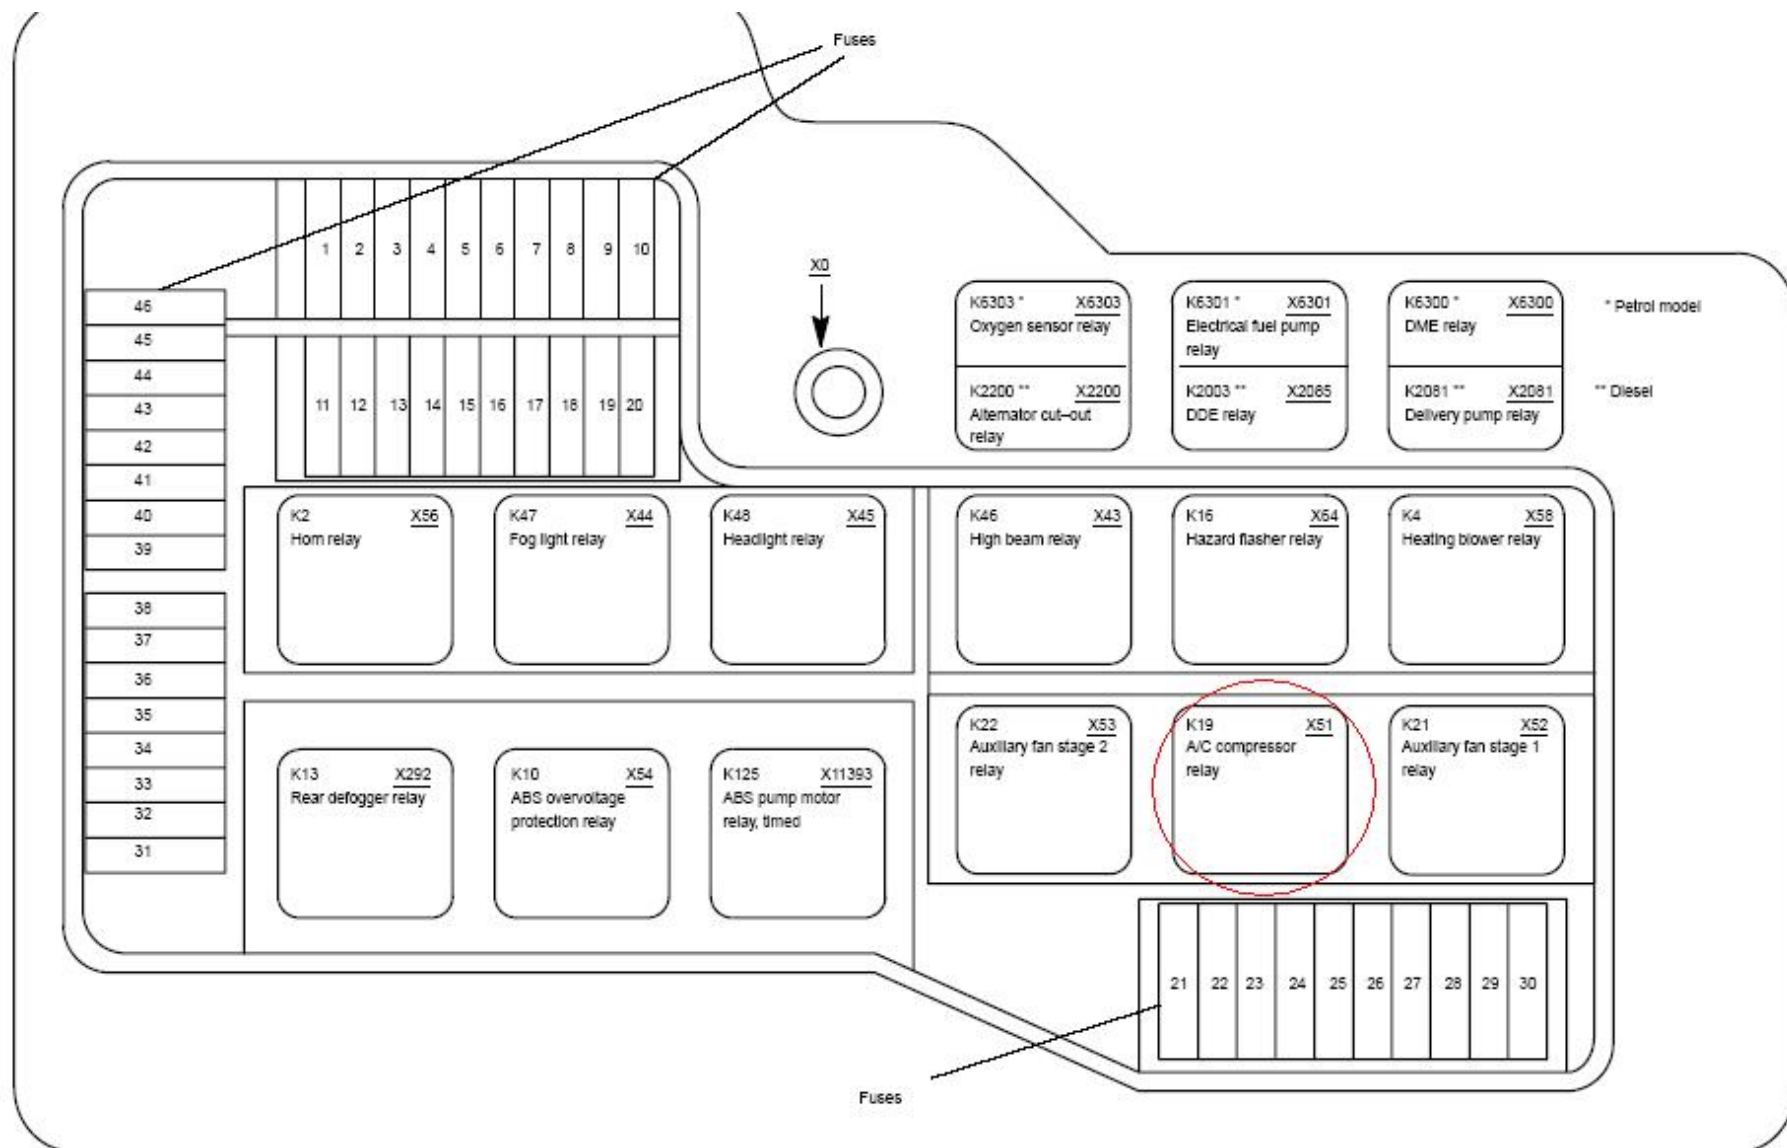 Fuses
1 2 3 4 5 6 7 8 9 10
X0
46
45
44
43
42
41
40
39
38
37
36
35
34
33
32
31
11 12 13 14 15 16 17 18 19 20
K6303 * X6303
Oxygen sensor relay
K2200 ** X2200
Alternator cut-out
relay
K6301 * X6301
Electrical fuel pump
relay
K2003 ** X2085
DDE relay
K6300 * X6300
DME relay
K2081 ** X2081
Delivery pump relay
* Petrol model
** Diesel
K2 X56
Horn relay
K47 X44
Fog light relay
K48 X45
Headlight relay
K46 X43
High beam relay
K16 X64
Hazard flasher relay
K4 X58
Heating blower relay
K13 X292
Rear defogger relay
K10 X54
ABS overvoltage
protection relay
K125 X11393
ABS pump motor
relay, timed
K22 X53
Auxiliary fan stage 2
relay
K19 X51
A/C compressor
relay
K21 X52
Auxiliary fan stage 1
relay
21 22 23 24 25 26 27 28 29 30
Fuses